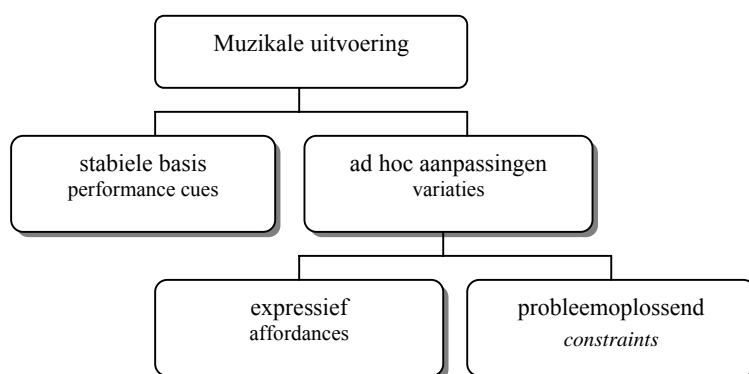 Muzikale uitvoering
stabiele basis
performance cues
ad hoc aanpassingen
variaties
expressief
affordances
probleemoplossend
constraints